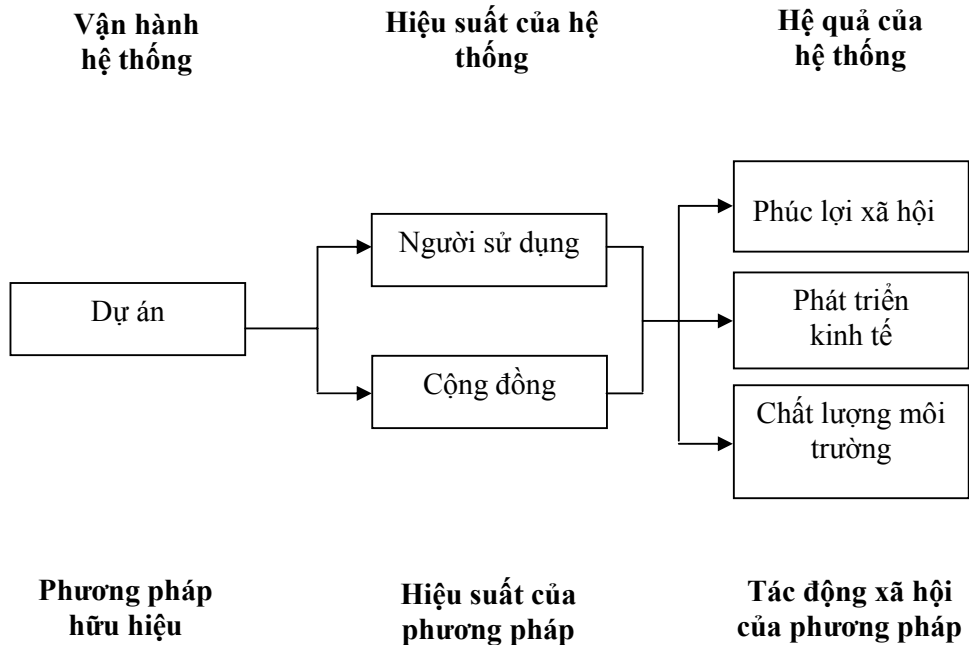 Vận hành
hệ thống
Hiệu suất của hệ
thống
Hệ quả của
hệ thống
Dự án
Người sử dụng
Cộng đồng
Phúc lợi xã hội
Phát triển
kinh tế
Chất lượng môi
trường
Phương pháp
hữu hiệu
Hiệu suất của
phương pháp
Tác động xã hội
của phương pháp